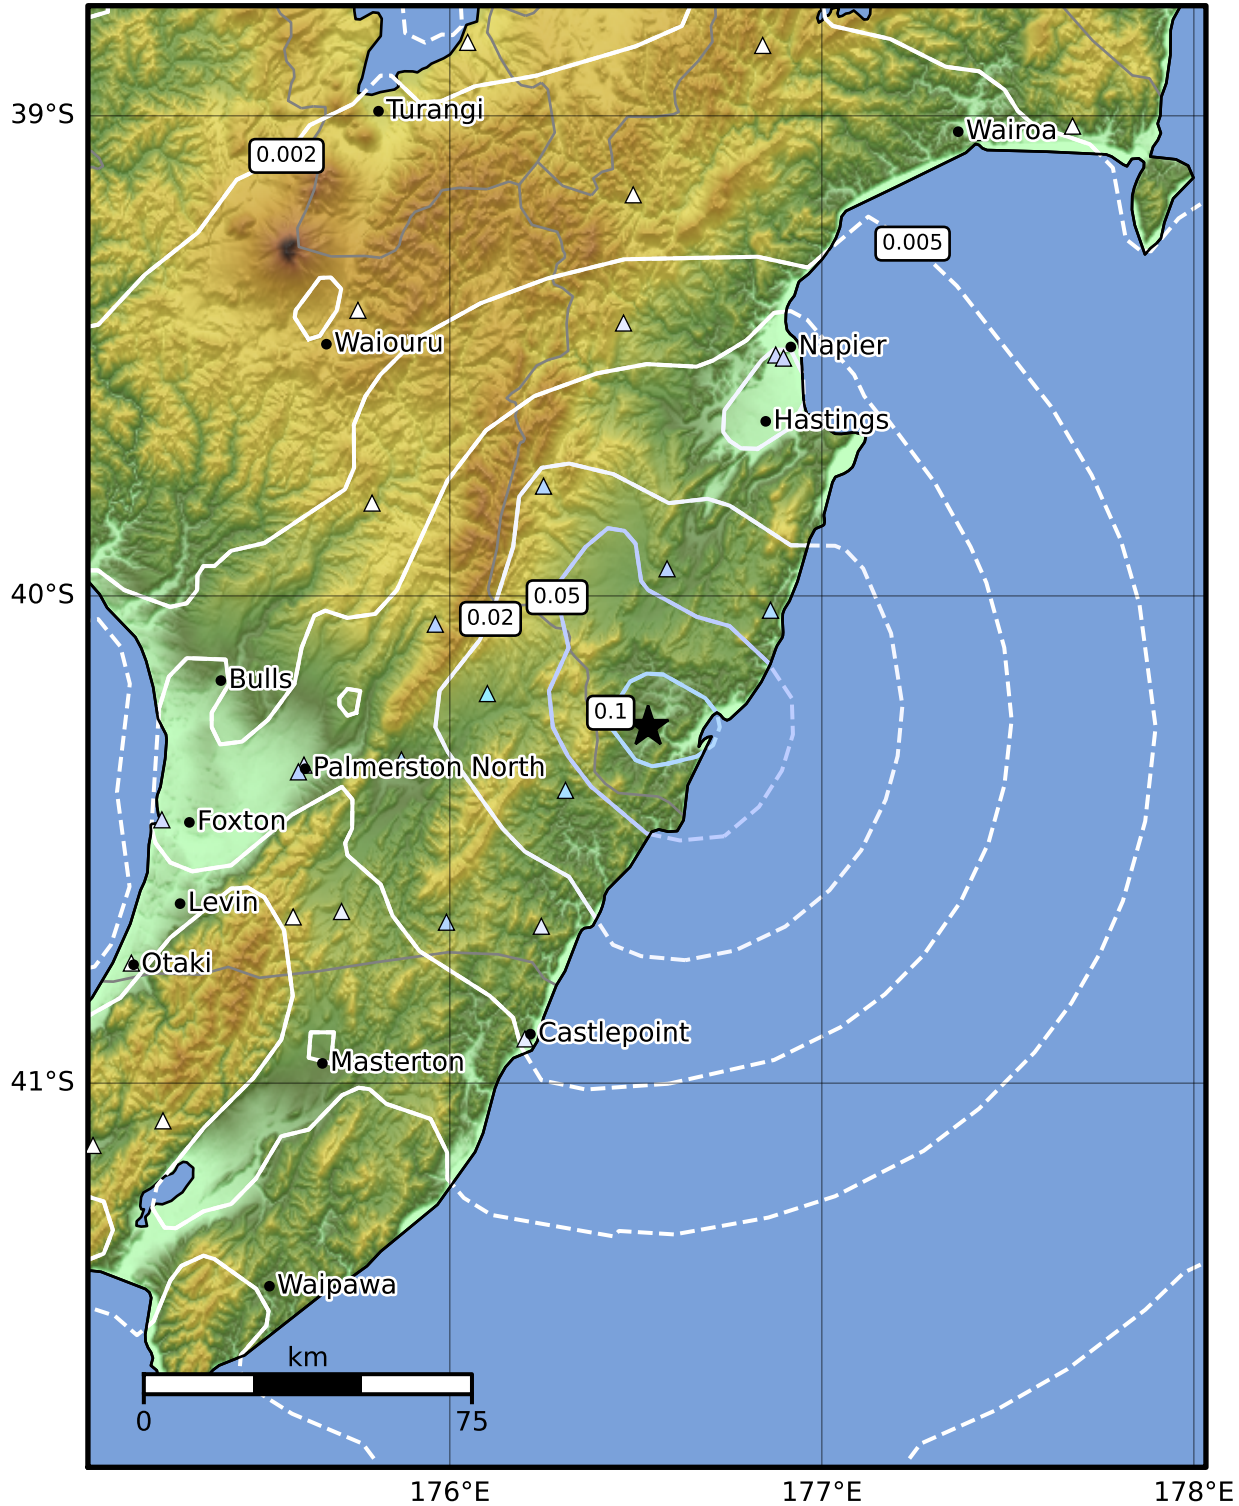 Turangi
39°S
Wairoa
0.002
0.005
Waiouru
Napier
Hastings
40°S
0.05
0.02
Bulls
0.1
Palmerston North
Foxton
Levin
Otaki
Castlepoint
Masterton
41°S
Waipawa
km
0
75
176°E
177°E
178°E